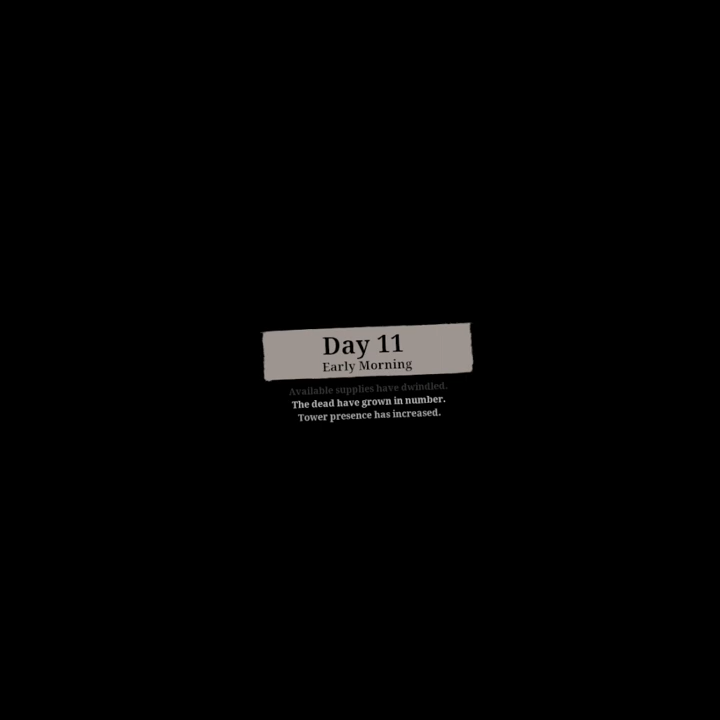 Day 11
Early Morning
Available supplies have dwindled.
The dead have grown in number.
Tower presence has increased.